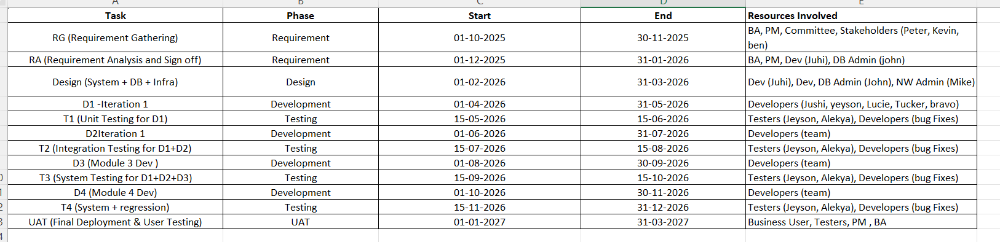 A B C D E
Task Phase Start End Resources Involved
RG (Requirement Gathering) Requirement 01-10-2025 30-11-2025 BA, PM, Committee, Stakeholders (Peter, Kevin,
ben)
RA (Requirement Analysis and Sign off) Requirement 01-12-2025 31-01-2026 BA, PM, Dev (Juhi), DB Admin (john)
Design (System + DB + Infra) Design 01-02-2026 31-03-2026 Dev (Juhi), Dev, DB Admin (John), NW Admin (Mike)
D1 -Iteration 1 Development 01-04-2026 31-05-2026 Developers (Jushi, yeyson, Lucie, Tucker, bravo)
T1 (Unit Testing for D1) Testing 15-05-2026 15-06-2026 Testers (Jeyson, Alekya), Developers (bug Fixes)
D2Iteration 1 Development 01-06-2026 31-07-2026 Developers (team)
T2 (Integration Testing for D1+D2) Testing 15-07-2026 15-08-2026 Testers (Jeyson, Alekya), Developers (bug Fixes)
D3 (Module 3 Dev ) Development 01-08-2026 30-09-2026 Developers (team)
0 T3 (System Testing for D1+D2+D3) Testing 15-09-2026 15-10-2026 Testers (Jeyson, Alekya), Developers (bug Fixes)
1 D4 (Module 4 Dev) Development 01-10-2026 30-11-2026 Developers (team)
2 T4 (System + regression) Testing 15-11-2026 31-12-2026 Testers (Jeyson, Alekya), Developers (bug Fixes)
3 UAT (Final Deployment & User Testing) UAT 01-01-2027 31-03-2027 Business User, Testers, PM , BA
4